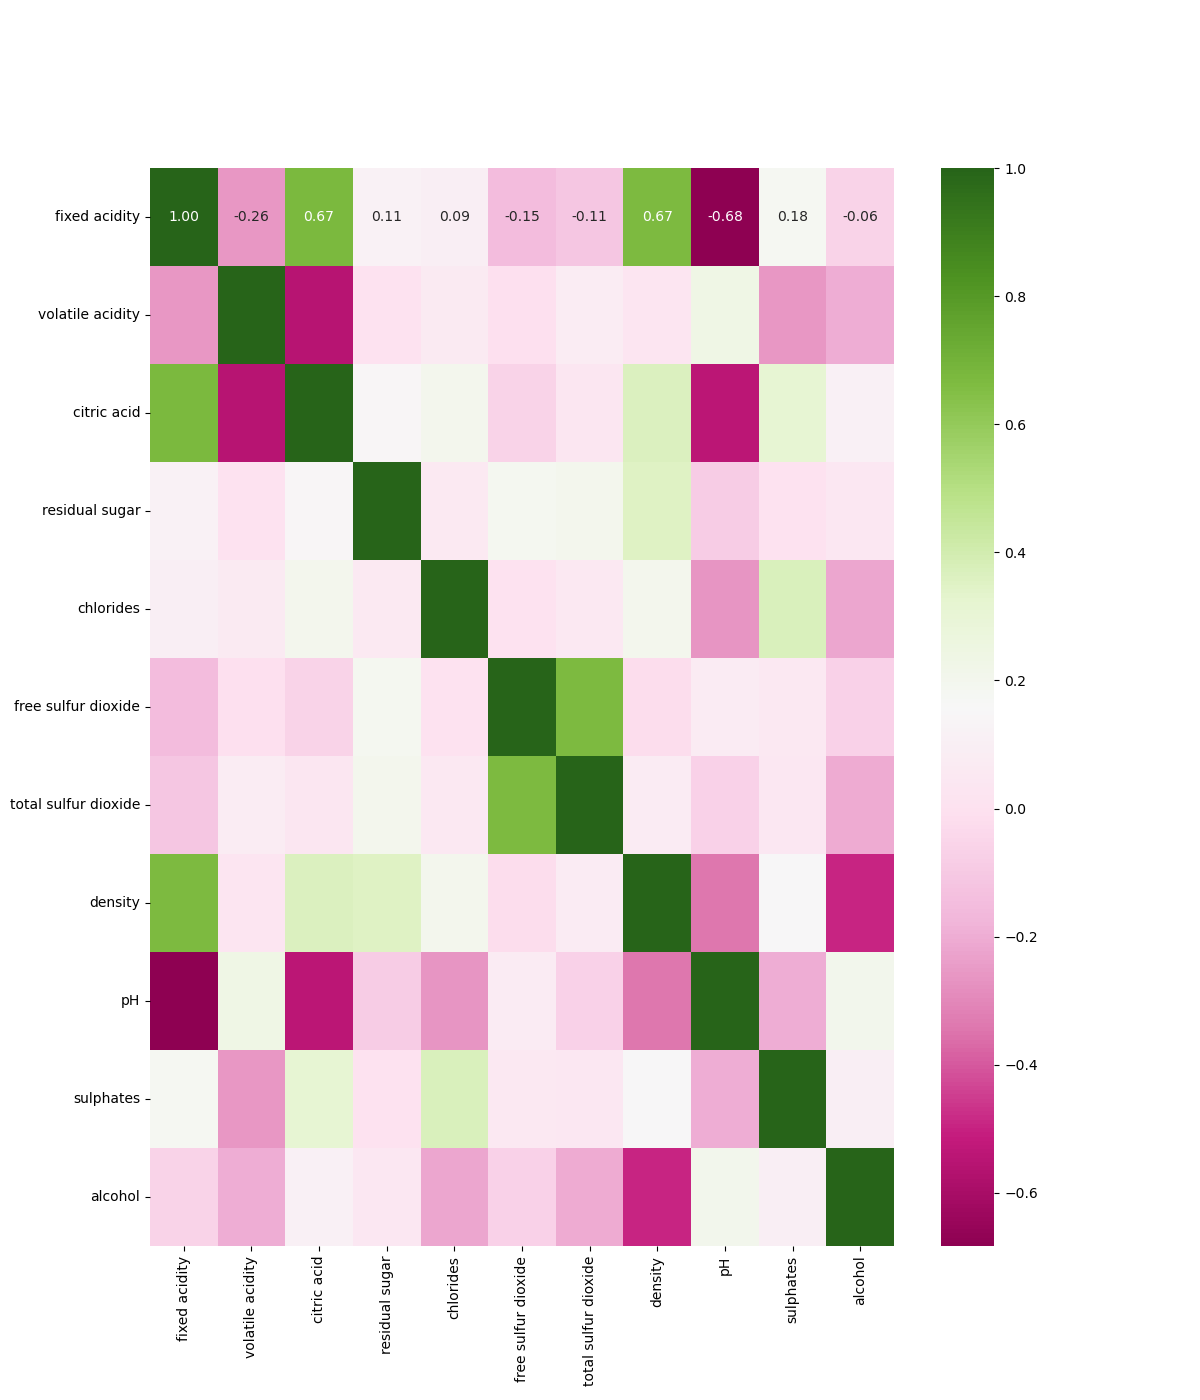 fixed acidity
1.00 -0.26 0.67 0.11 0.09 -0.15 -0.11 0.67 -0.68 0.18 -0.06
volatile acidity
citric acid
residual sugar
chlorides
free sulfur dioxide
total sulfur dioxide
density
pH
sulphates
alcohol
fixed acidity
volatile acidity
citric acid
residual sugar
chlorides
free sulfur dioxide
total sulfur dioxide
density
pH
sulphates
alcohol
1.0
0.8
0.6
0.4
0.2
0.0
−0.2
−0.4
−0.6